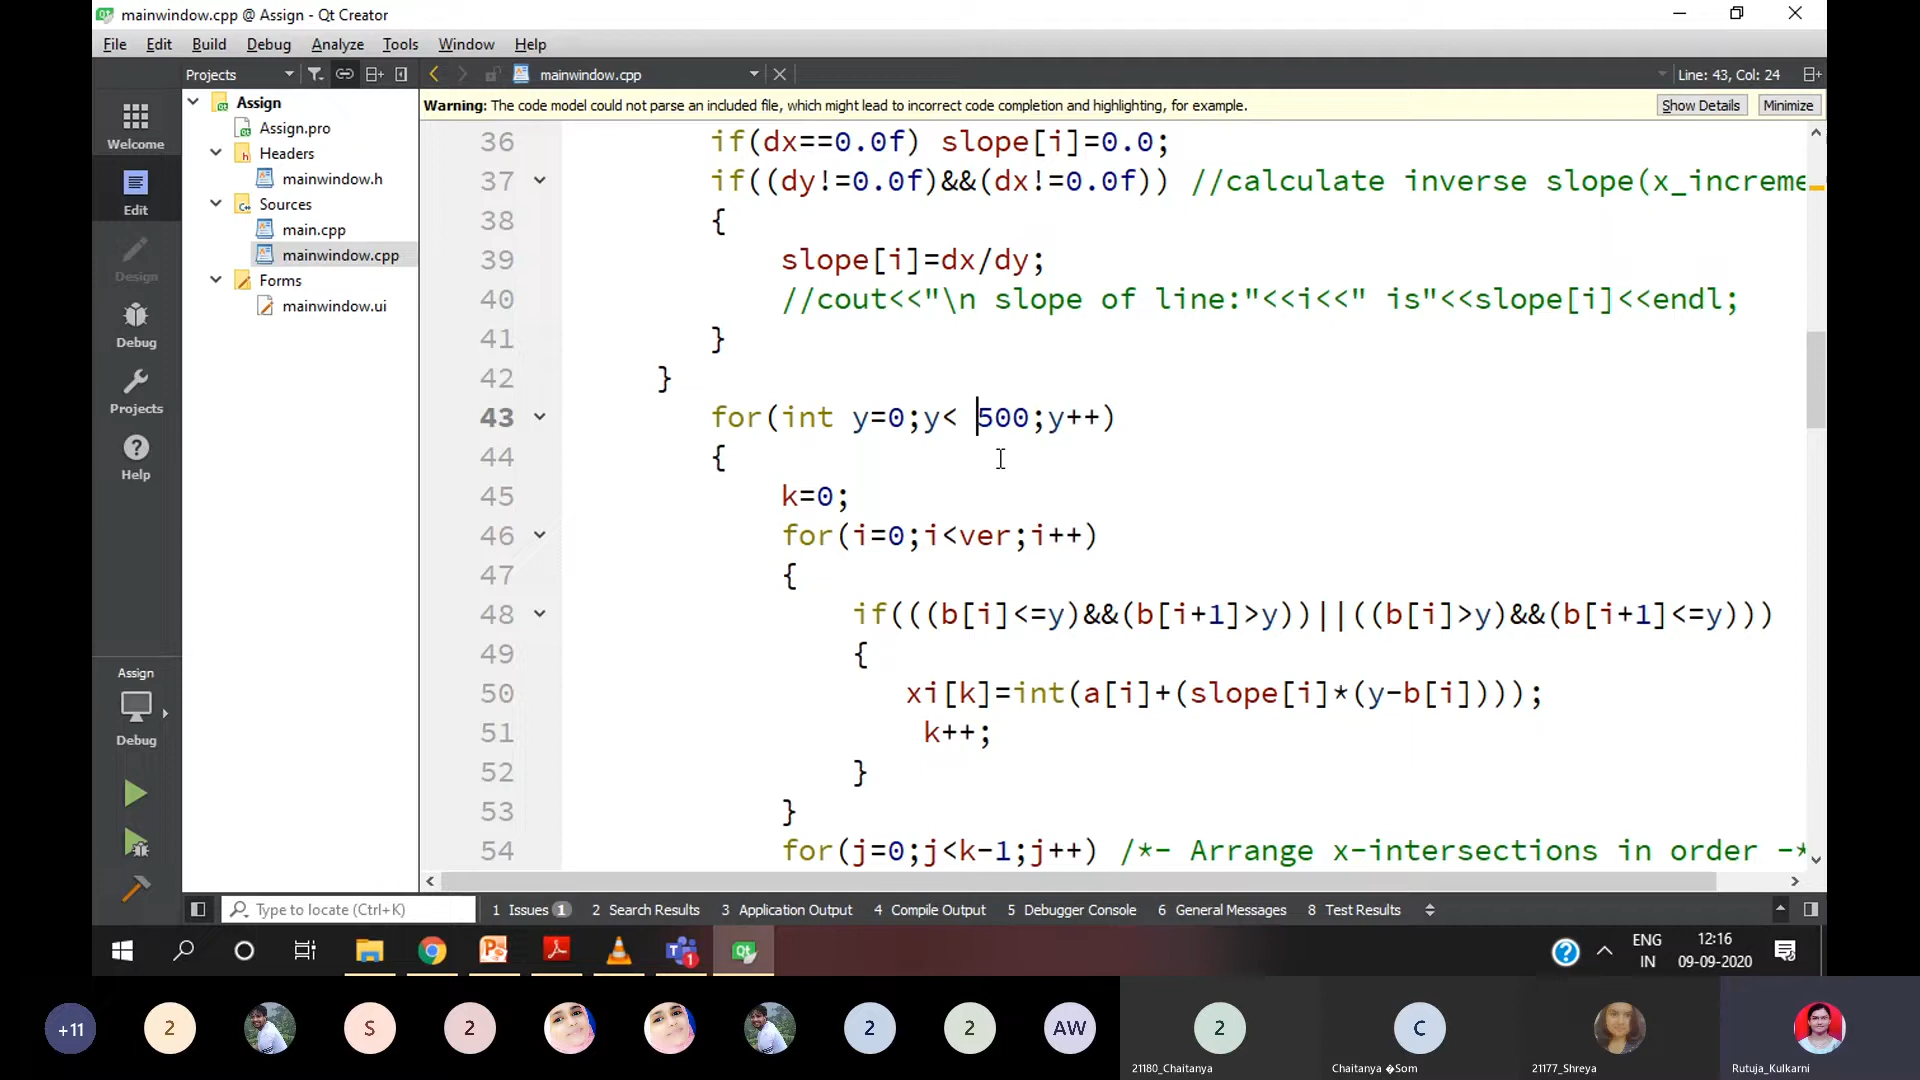 mainwindow.cpp @ Assign - Qt Creator
File Edit Build Debug Analyze Tools Window Help
Projects mainwindow.cpp Line: 43, Col: 24
Warning: The code model could not parse an included file, which might lead to incorrect code completion and highlighting, for example. Show Details Minimize
Welcome
Edit
Design
Debug
Projects
Help
Assign
Debug
Assign
Assign.pro
Headers
mainwindow.h
Sources
main.cpp
mainwindow.cpp
Forms
mainwindow.ui
36 if(dx==0.0f) slope[i]=0.0;
37 if((dy!=0.0f)&&(dx!=0.0f)) //calculate inverse slope(x_increme
38 {
39 slope[i]=dx/dy;
40 //cout<<"\n slope of line:"<<i<<" is"<<slope[i]<<endl;
41 }
42 }
43 for(int y=0;y< 500;y++)
44 {
45 k=0;
46 for(i=0;i<ver;i++)
47 {
48 if(((b[i]<=y)&&(b[i+1]>y))||((b[i]>y)&&(b[i+1]<=y)))
49 {
50 xi[k]=int(a[i]+(slope[i]*(y-b[i])));
51 k++;
52 }
53 }
54 for(j=0;j<k-1;j++) /*- Arrange x-intersections in order -*
Type to locate (Ctrl+K) 1 Issues 1 2 Search Results 3 Application Output 4 Compile Output 5 Debugger Console 6 General Messages 8 Test Results
ENG
IN
12:16
09-09-2020
+11 2 S 2 2 2 AW 2 C
21180_Chaitanya Chaitanya �Som 21177_Shreya Rutuja_Kulkarni